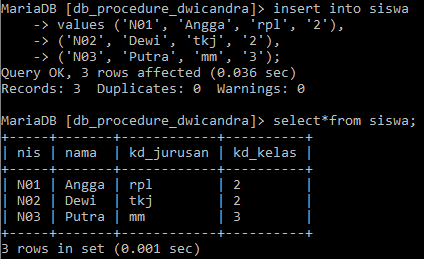 MariaDB [db_procedure_dwicandra]> insert into siswa
    -> values ('N01', 'Angga', 'rpl', '2'),
    -> ('N02', 'Dewi', 'tkj', '2'),
    -> ('N03', 'Putra', 'mm', '3');
Query OK, 3 rows affected (0.036 sec)
Records: 3  Duplicates: 0  Warnings: 0

MariaDB [db_procedure_dwicandra]> select*from siswa;
+-----+-------+------------+----------+
| nis | nama  | kd_jurusan | kd_kelas |
+-----+-------+------------+----------+
| N01 | Angga | rpl        | 2        |
| N02 | Dewi  | tkj        | 2        |
| N03 | Putra | mm         | 3        |
+-----+-------+------------+----------+
3 rows in set (0.001 sec)